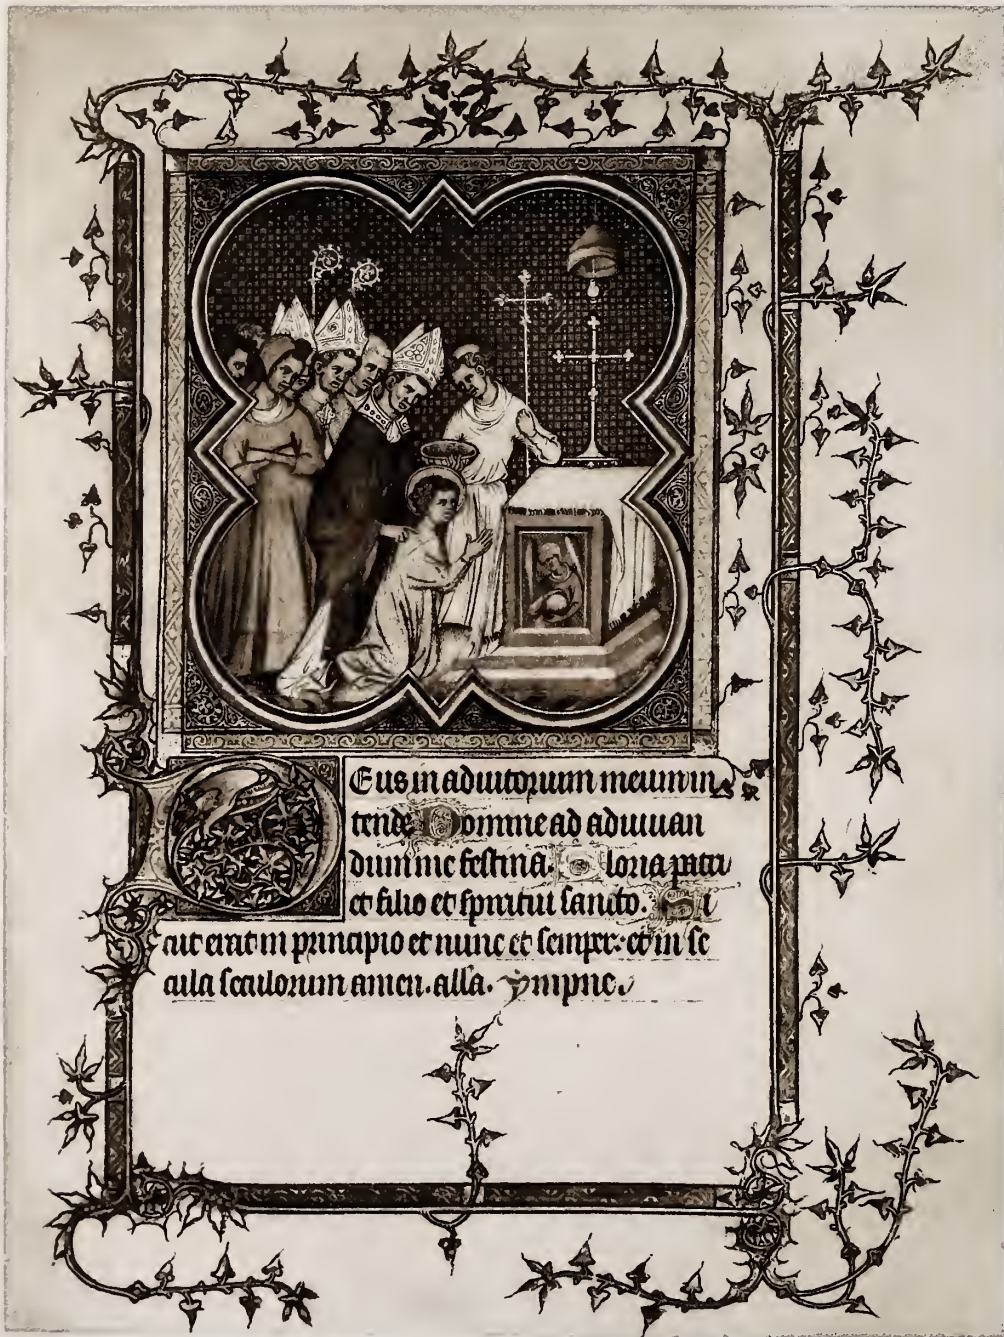 Deus in adiutorium meum in
tende Domine ad adiuuan
dum me festina. Gloria patri
et filio et spiritui sancto. Si
cut erat in principio et nunc et semper: et in se
cula seculorum amen. alla. ympne.